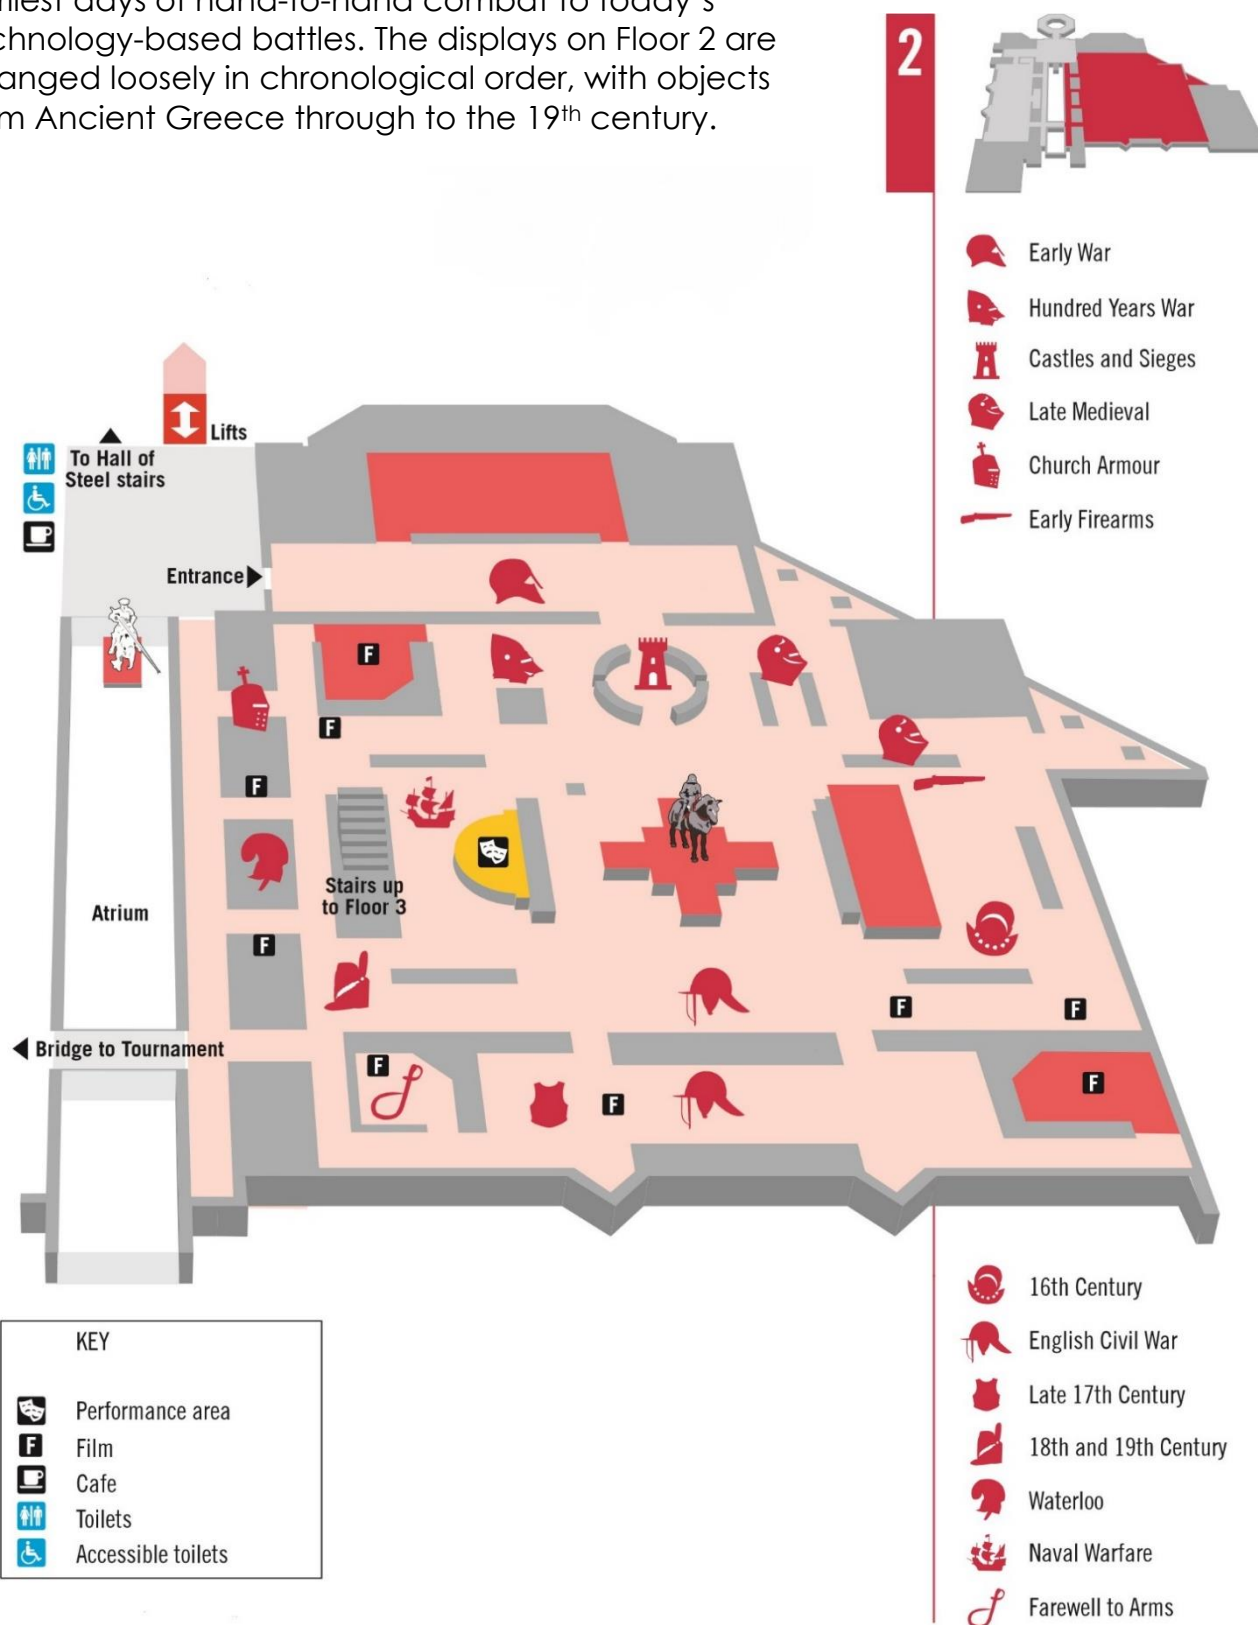 technology-based battles. The displays on Floor 2 are
arranged loosely in chronological order, with objects
from Ancient Greece through to the 19th century.
2
Early War
Hundred Years War
Castles and Sieges
Late Medieval
Church Armour
Early Firearms
Lifts
To Hall of
Steel stairs
Entrance
F
F
F
Stairs up
to Floor 3
Atrium
F
F
F
Bridge to Tournament
F
F
F
16th Century
English Civil War
Late 17th Century
18th and 19th Century
Waterloo
Naval Warfare
Farewell to Arms
KEY
Performance area
F Film
Cafe
Toilets
Accessible toilets